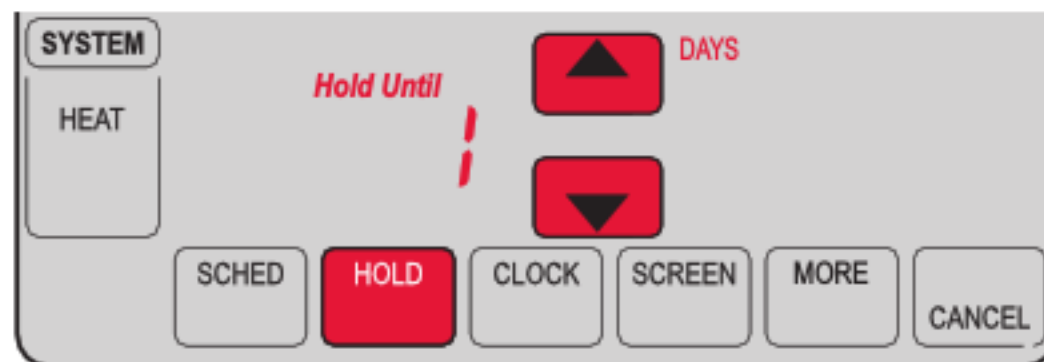 SYSTEM
HEAT
Hold Until
1
DAYS
SCHED
HOLD
CLOCK
SCREEN
MORE
CANCEL